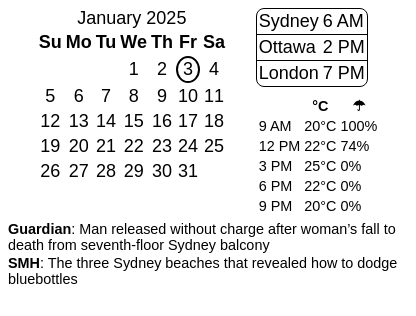 January 2025
Su Mo Tu We Th Fr Sa
1 2 3 4
5 6 7 8 9 10 11
12 13 14 15 16 17 18
19 20 21 22 23 24 25
26 27 28 29 30 31
Sydney 6 AM
Ottawa 2 PM
London 7 PM
°C ☂
9 AM 20°C 100%
12 PM 22°C 74%
3 PM 25°C 0%
6 PM 22°C 0%
9 PM 20°C 0%
Guardian: Man released without charge after woman’s fall to
death from seventh-floor Sydney balcony
SMH: The three Sydney beaches that revealed how to dodge
bluebottles